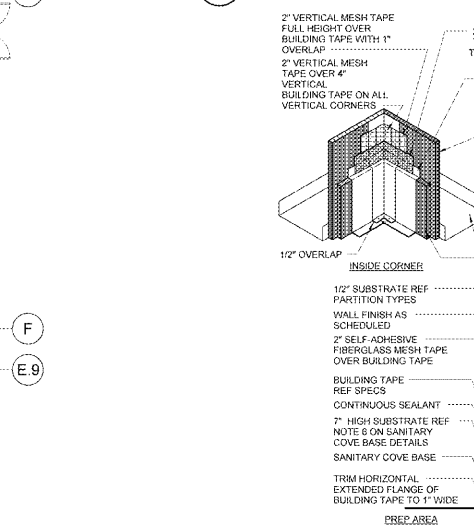 2" VERTICAL MESH TAPE
FULL HEIGHT OVER
BUILDING TAPE WITH 1"
OVERLAP
2" VERTICAL MESH
TAPE OVER 4"
VERTICAL
BUILDING TAPE ON ALL
VERTICAL CORNERS
1/2" OVERLAP
INSIDE CORNER
1/2" SUBSTRATE REF
PARTITION TYPES
WALL FINISH AS
SCHEDULED
2" SELF-ADHESIVE
FIBERGLASS MESH TAPE
OVER BUILDING TAPE
BUILDING TAPE
REF SPECS
CONTINUOUS SEALANT
7" HIGH SUBSTRATE REF
NOTE 6 ON SANITARY
COVE BASE DETAILS
SANITARY COVE BASE
TRIM HORIZONTAL
EXTENDED FLANGE OF
BUILDING TAPE TO 1" WIDE
PREP AREA
F
E.9